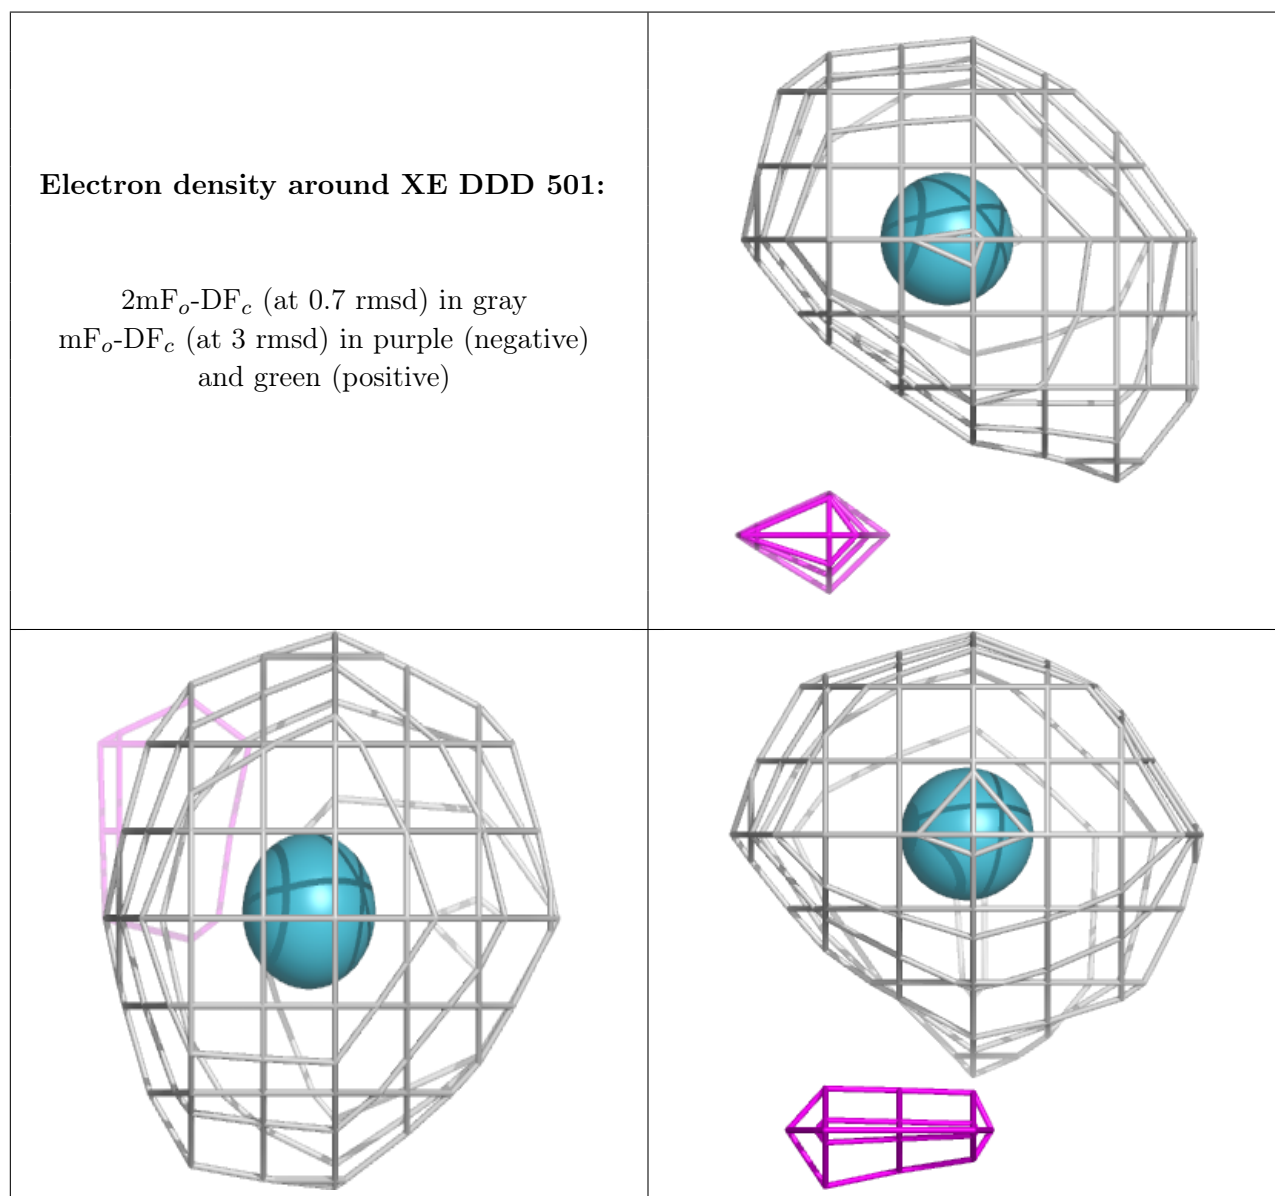 Electron density around XE DDD 501:
2mFₒ-DF𝒸 (at 0.7 rmsd) in gray
mFₒ-DF𝒸 (at 3 rmsd) in purple (negative)
and green (positive)